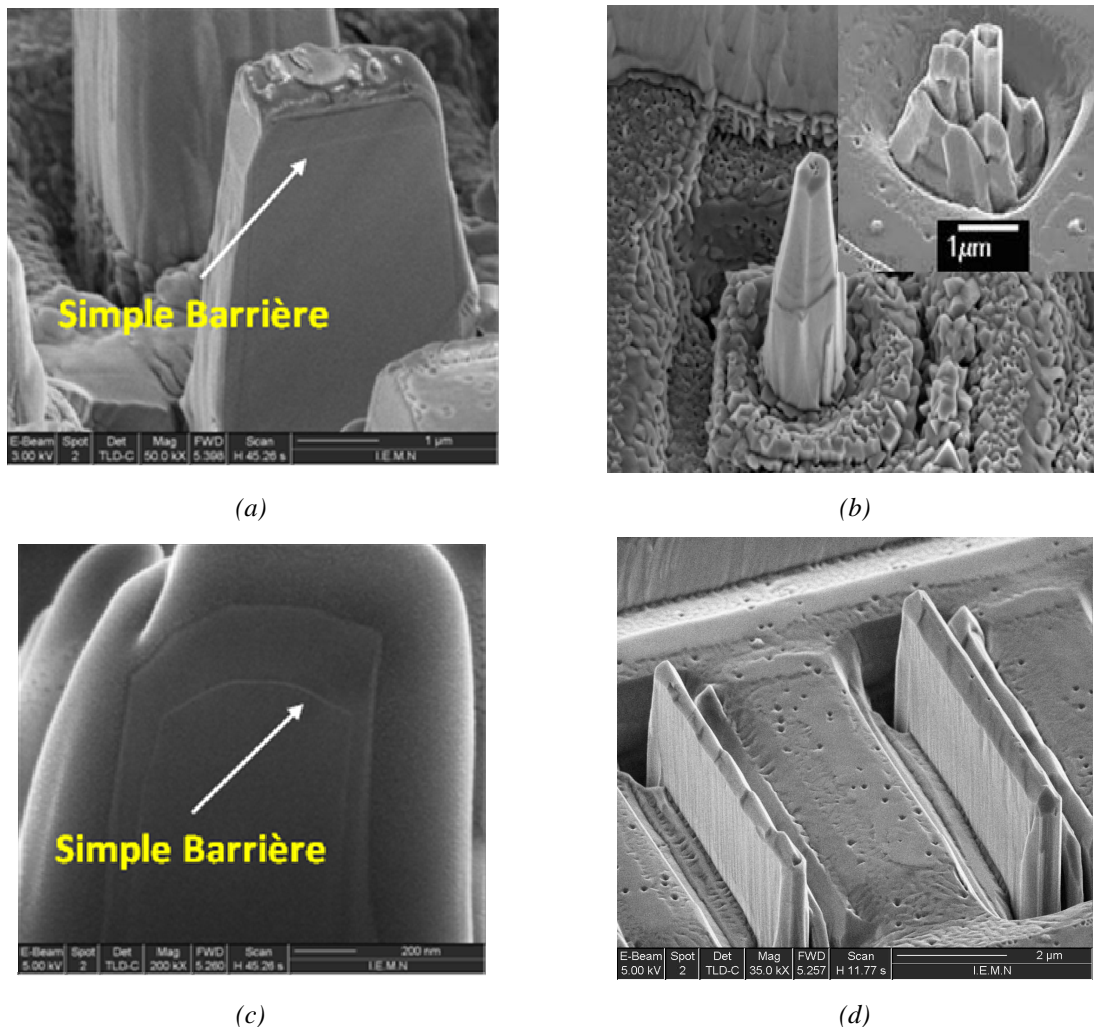 Simple Barrière
E-Beam Spot Det Mag FWD Scan 1 µm
3.00 kV 2 TLD-C 50.0 kX 5.398 H 45.26 s I.E.M.N
(a)
1µm
(b)
Simple Barrière
E-Beam Spot Det Mag FWD Scan 200 nm
5.00 kV 2 TLD-C 200 kX 5.260 H 45.26 s I.E.M.N
(c)
E-Beam Spot Det Mag FWD Scan 2 µm
5.00 kV 2 TLD-C 35.0 kX 5.257 H 11.77 s I.E.M.N
(d)